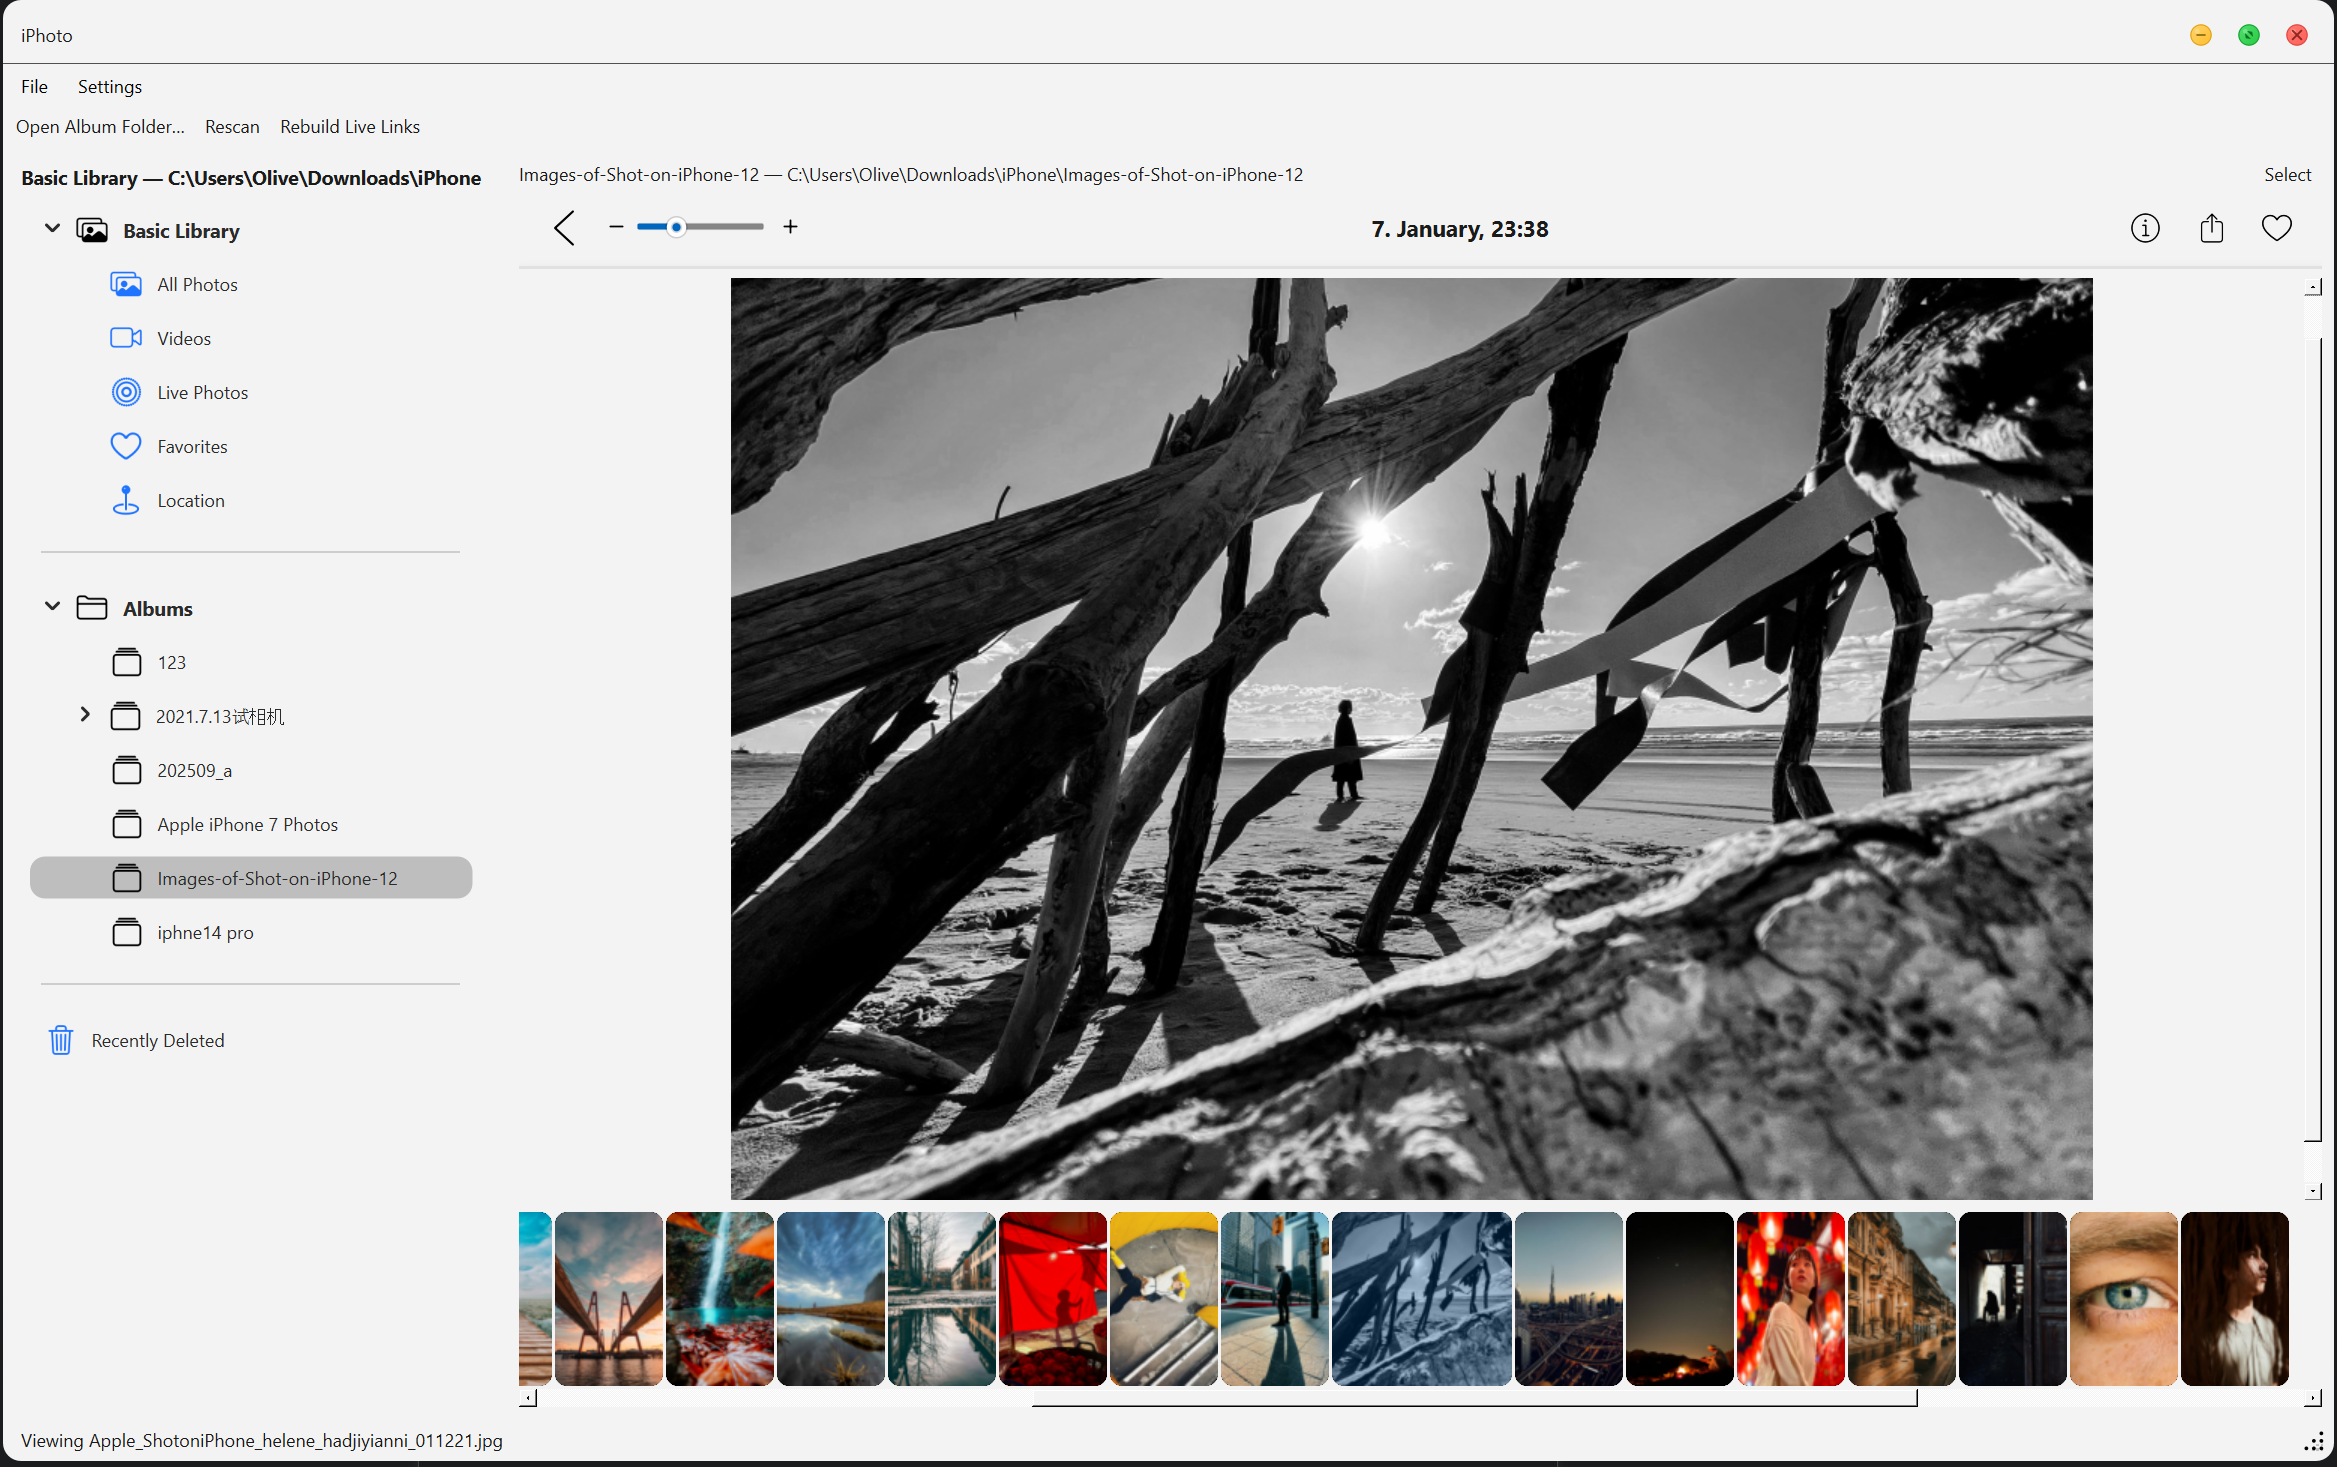 iPhoto
File Settings
Open Album Folder... Rescan Rebuild Live Links
Basic Library — C:\Users\Olive\Downloads\iPhone
Images-of-Shot-on-iPhone-12 — C:\Users\Olive\Downloads\iPhone\Images-of-Shot-on-iPhone-12
Select
7. January, 23:38
Basic Library
All Photos
Videos
Live Photos
Favorites
Location
Albums
123
2021.7.13试相机
202509_a
Apple iPhone 7 Photos
Images-of-Shot-on-iPhone-12
iphne14 pro
Recently Deleted
Viewing Apple_ShotoniPhone_helene_hadjiyianni_011221.jpg